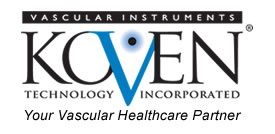 VASCULAR INSTRUMENTS
KOVEN®
TECHNOLOGY INCORPORATED
Your Vascular Healthcare Partner